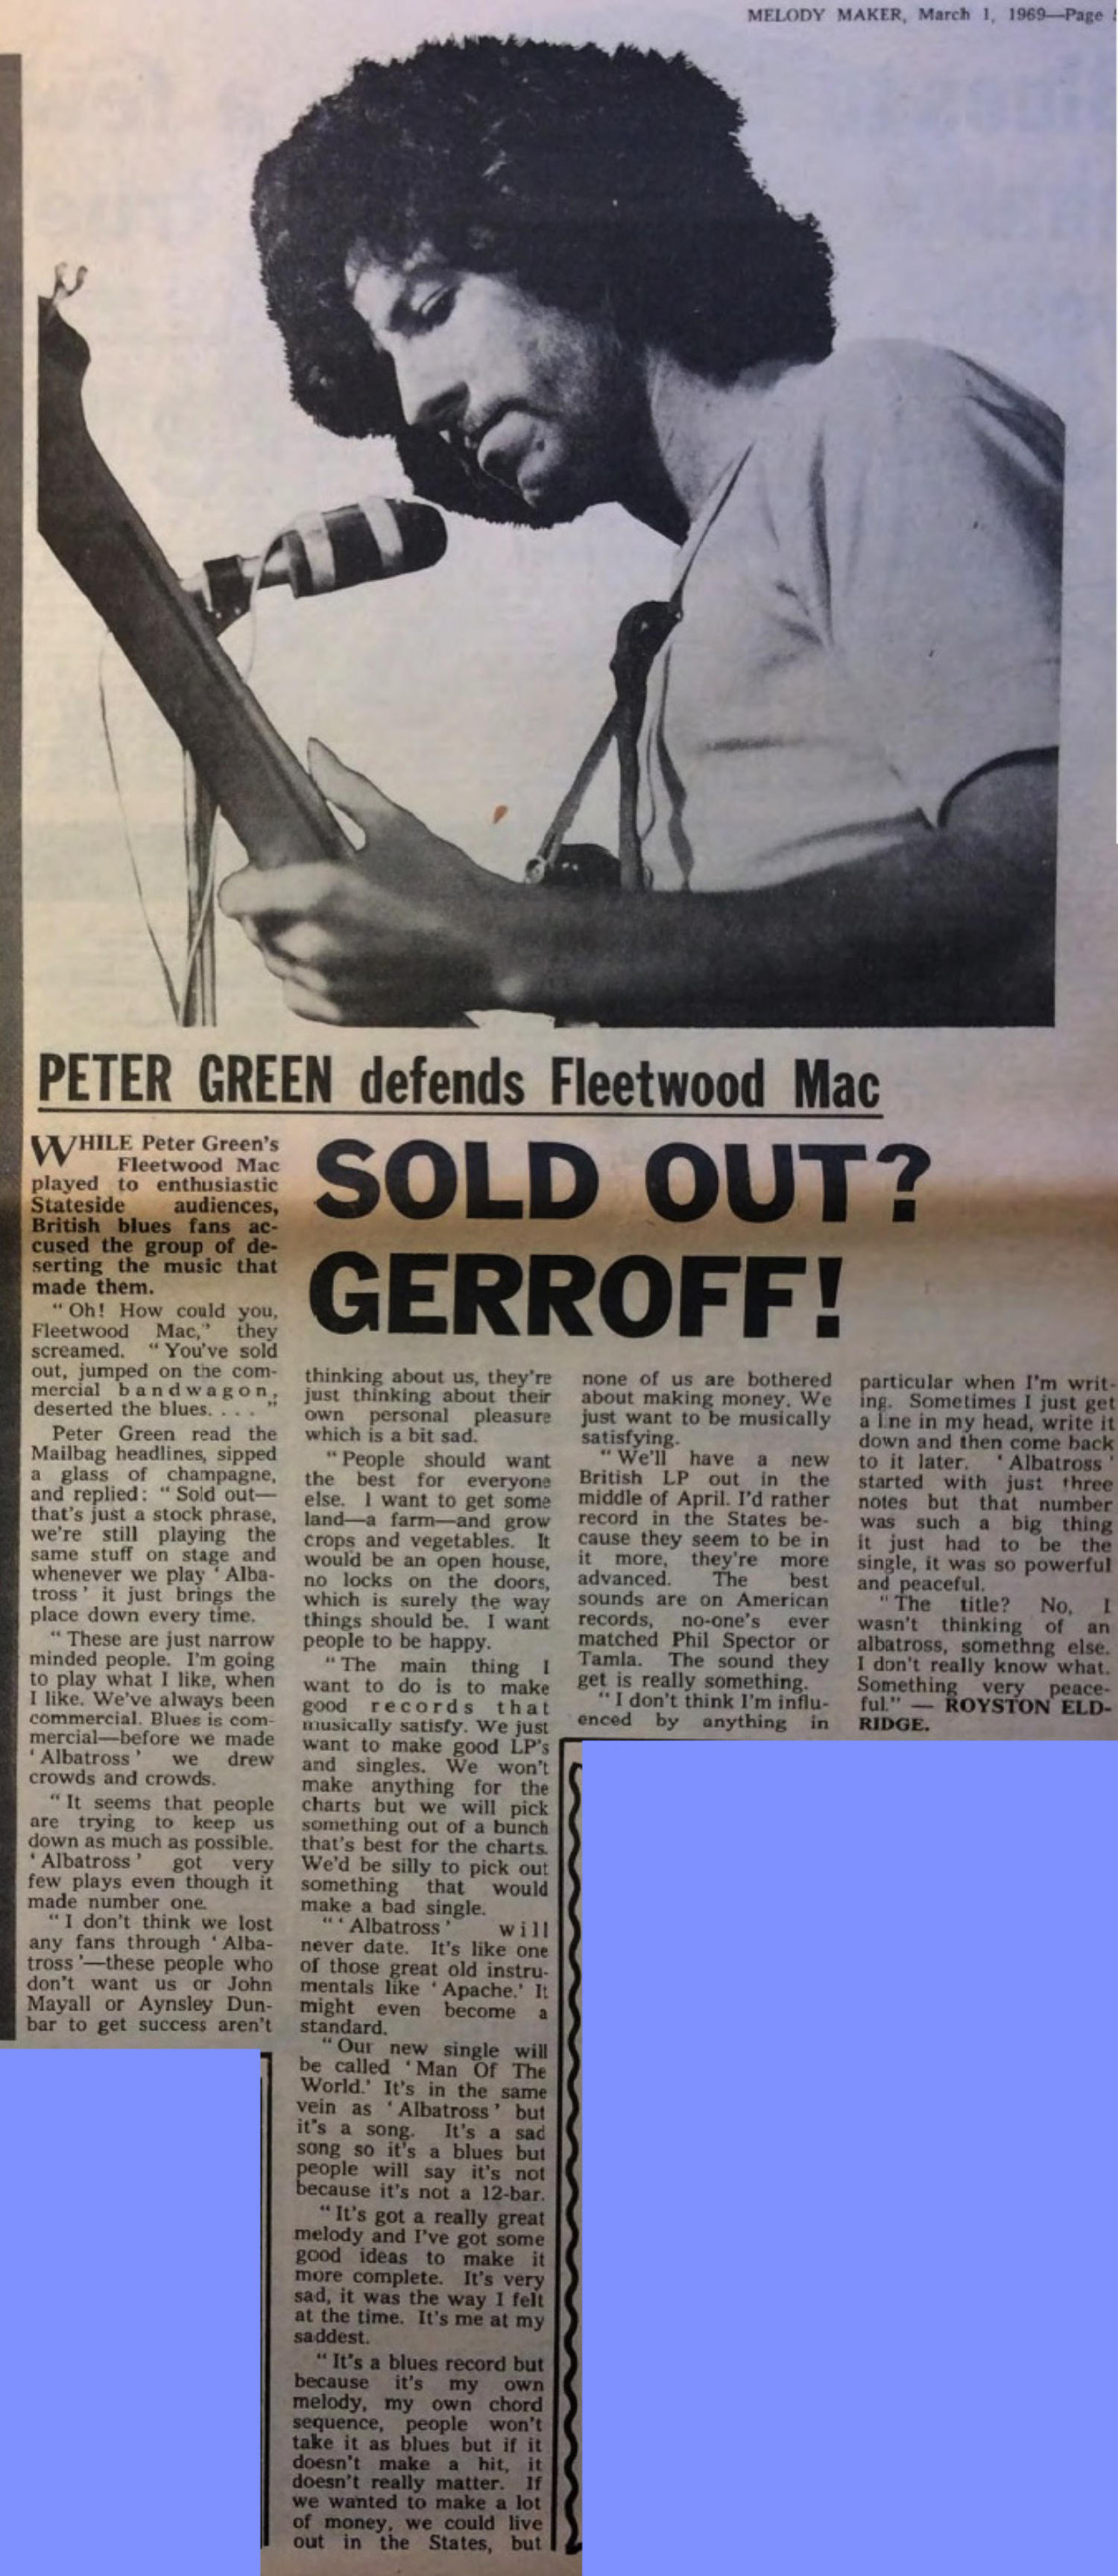 MELODY MAKER, March 1, 1969—Page
PETER GREEN defends Fleetwood Mac
SOLD OUT?
GERROFF!
WHILE Peter Green's
Fleetwood Mac
played to enthusiastic
Stateside audiences,
British blues fans ac-
cused the group of de-
serting the music that
made them.
"Oh! How could you,
Fleetwood Mac," they
screamed. "You've sold
out, jumped on the com-
mercial bandwagon,
deserted the blues. . . ."
Peter Green read the
Mailbag headlines, sipped
a glass of champagne,
and replied: "Sold out—
that's just a stock phrase,
we're still playing the
same stuff on stage and
whenever we play 'Alba-
tross' it just brings the
place down every time.
"These are just narrow
minded people. I'm going
to play what I like, when
I like. We've always been
commercial. Blues is com-
mercial—before we made
'Albatross' we drew
crowds and crowds.
"It seems that people
are trying to keep us
down as much as possible.
'Albatross' got very
few plays even though it
made number one.
"I don't think we lost
any fans through 'Alba-
tross'—these people who
don't want us or John
Mayall or Aynsley Dun-
bar to get success aren't
thinking about us, they're
just thinking about their
own personal pleasure
which is a bit sad.
"People should want
the best for everyone
else. I want to get some
land—a farm—and grow
crops and vegetables. It
would be an open house,
no locks on the doors,
which is surely the way
things should be. I want
people to be happy.
"The main thing I
want to do is to make
good records that
musically satisfy. We just
want to make good LP's
and singles. We won't
make anything for the
charts but we will pick
something out of a bunch
that's best for the charts.
We'd be silly to pick out
something that would
make a bad single.
"'Albatross' will
never date. It's like one
of those great old instru-
mentals like 'Apache.' It
might even become a
standard.
"Our new single will
be called 'Man Of The
World.' It's in the same
vein as 'Albatross' but
it's a song. It's a sad
song so it's a blues but
people will say it's not
because it's not a 12-bar.
"It's got a really great
melody and I've got some
good ideas to make it
more complete. It's very
sad, it was the way I felt
at the time. It's me at my
saddest.
"It's a blues record but
because it's my own
melody, my own chord
sequence, people won't
take it as blues but if it
doesn't make a hit, it
doesn't really matter. If
we wanted to make a lot
of money, we could live
out in the States, but
none of us are bothered
about making money. We
just want to be musically
satisfying.
"We'll have a new
British LP out in the
middle of April. I'd rather
record in the States be-
cause they seem to be in
it more, they're more
advanced. The best
sounds are on American
records, no-one's ever
matched Phil Spector or
Tamla. The sound they
get is really something.
"I don't think I'm influ-
enced by anything in
particular when I'm writ-
ing. Sometimes I just get
a line in my head, write it
down and then come back
to it later. 'Albatross'
started with just three
notes but that number
was such a big thing
it just had to be the
single, it was so powerful
and peaceful.
"The title? No, I
wasn't thinking of an
albatross, somethng else.
I don't really know what.
Something very peace-
ful." — ROYSTON ELD-
RIDGE.